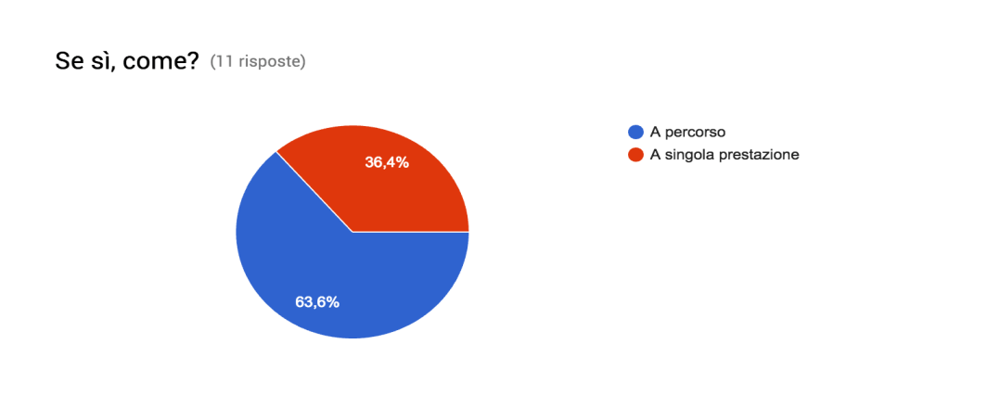 Se sì, come? (11 risposte)
A percorso
A singola prestazione
36,4%
63,6%